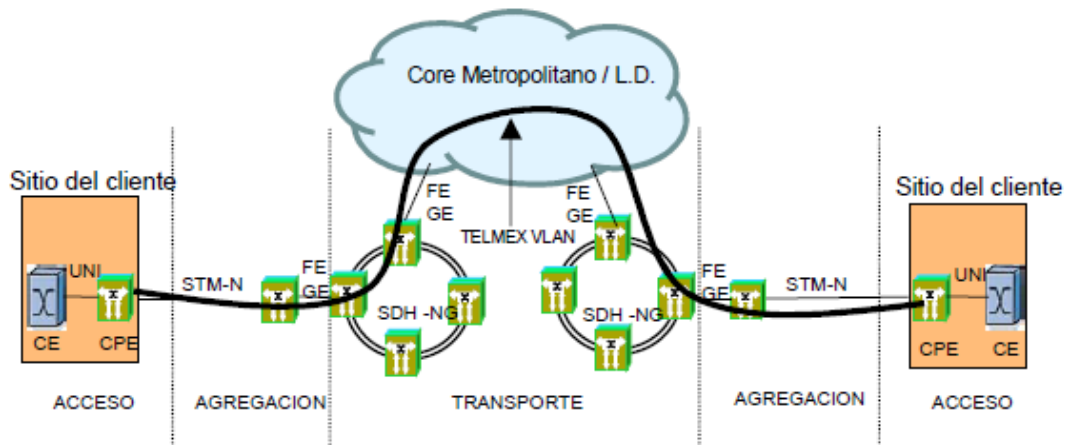 Core Metropolitano / L.D.
Sitio del cliente
Sitio del cliente
FE
GE
FE
GE
TELMEX VLAN
UNI
STM-N
FE
GE
FE
GE
STM-N
UNI
SDH -NG
SDH -NG
CE
CPE
CPE
CE
ACCESO
AGREGACION
TRANSPORTE
AGREGACION
ACCESO